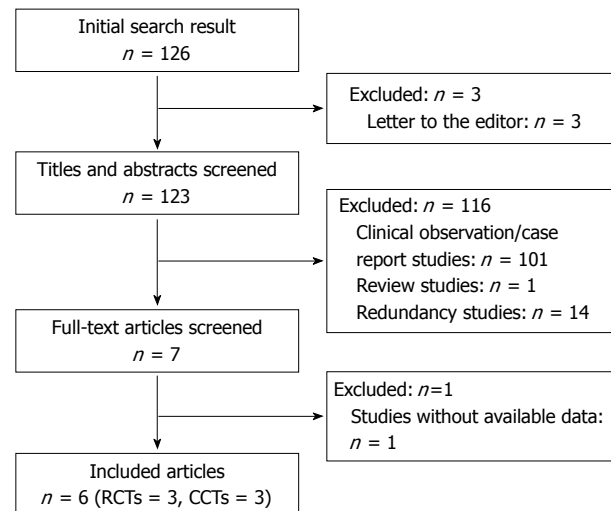 Initial search result
n = 126
Excluded: n = 3
Letter to the editor: n = 3
Titles and abstracts screened
n = 123
Excluded: n = 116
Clinical observation/case
report studies: n = 101
Review studies: n = 1
Redundancy studies: n = 14
Full-text articles screened
n = 7
Excluded: n=1
Studies without available data:
n = 1
Included articles
n = 6 (RCTs = 3, CCTs = 3)